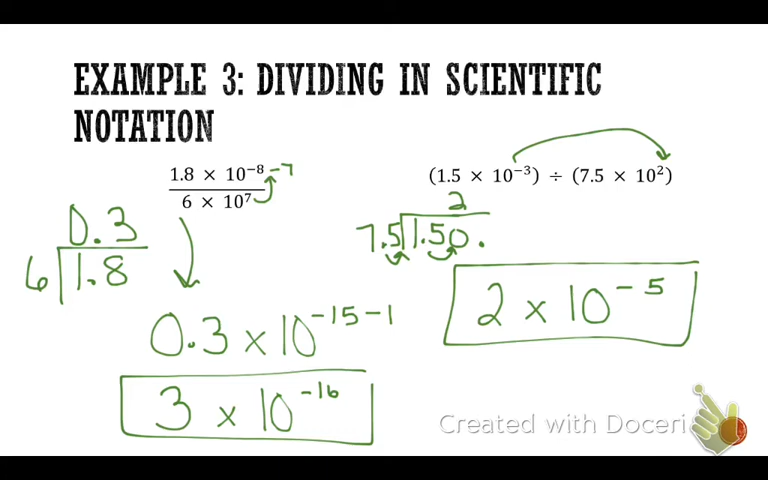 EXAMPLE 3: DIVIDING IN SCIENTIFIC
NOTATION
1.8 × 10⁻⁸ ⁻⁷
6 × 10⁷
0.3
6 1.8
0.3 × 10⁻¹⁵⁻¹
3 × 10⁻¹⁶
(1.5 × 10⁻³) ÷ (7.5 × 10²)
2
7.5 1.50.
2 × 10⁻⁵
Created with Doceri